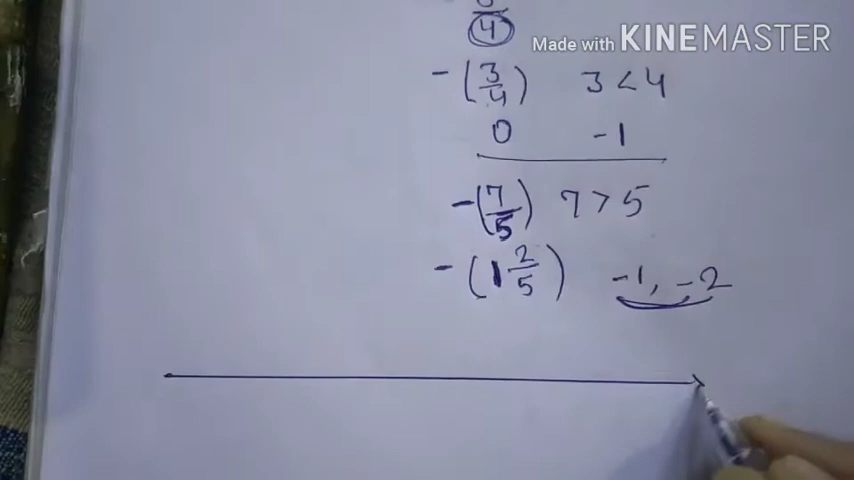 4
Made with KINEMASTER
-(3/4) 3 < 4
0 -1
-(7/5) 7 > 5
-(1 2/5) -1, -2